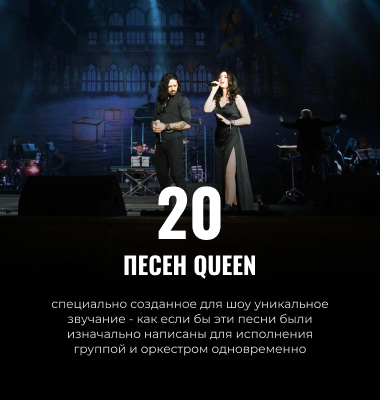 20
ПЕСЕН QUEEN
специально созданное для шоу уникальное
звучание - как если бы эти песни были
изначально написаны для исполнения
группой и оркестром одновременно